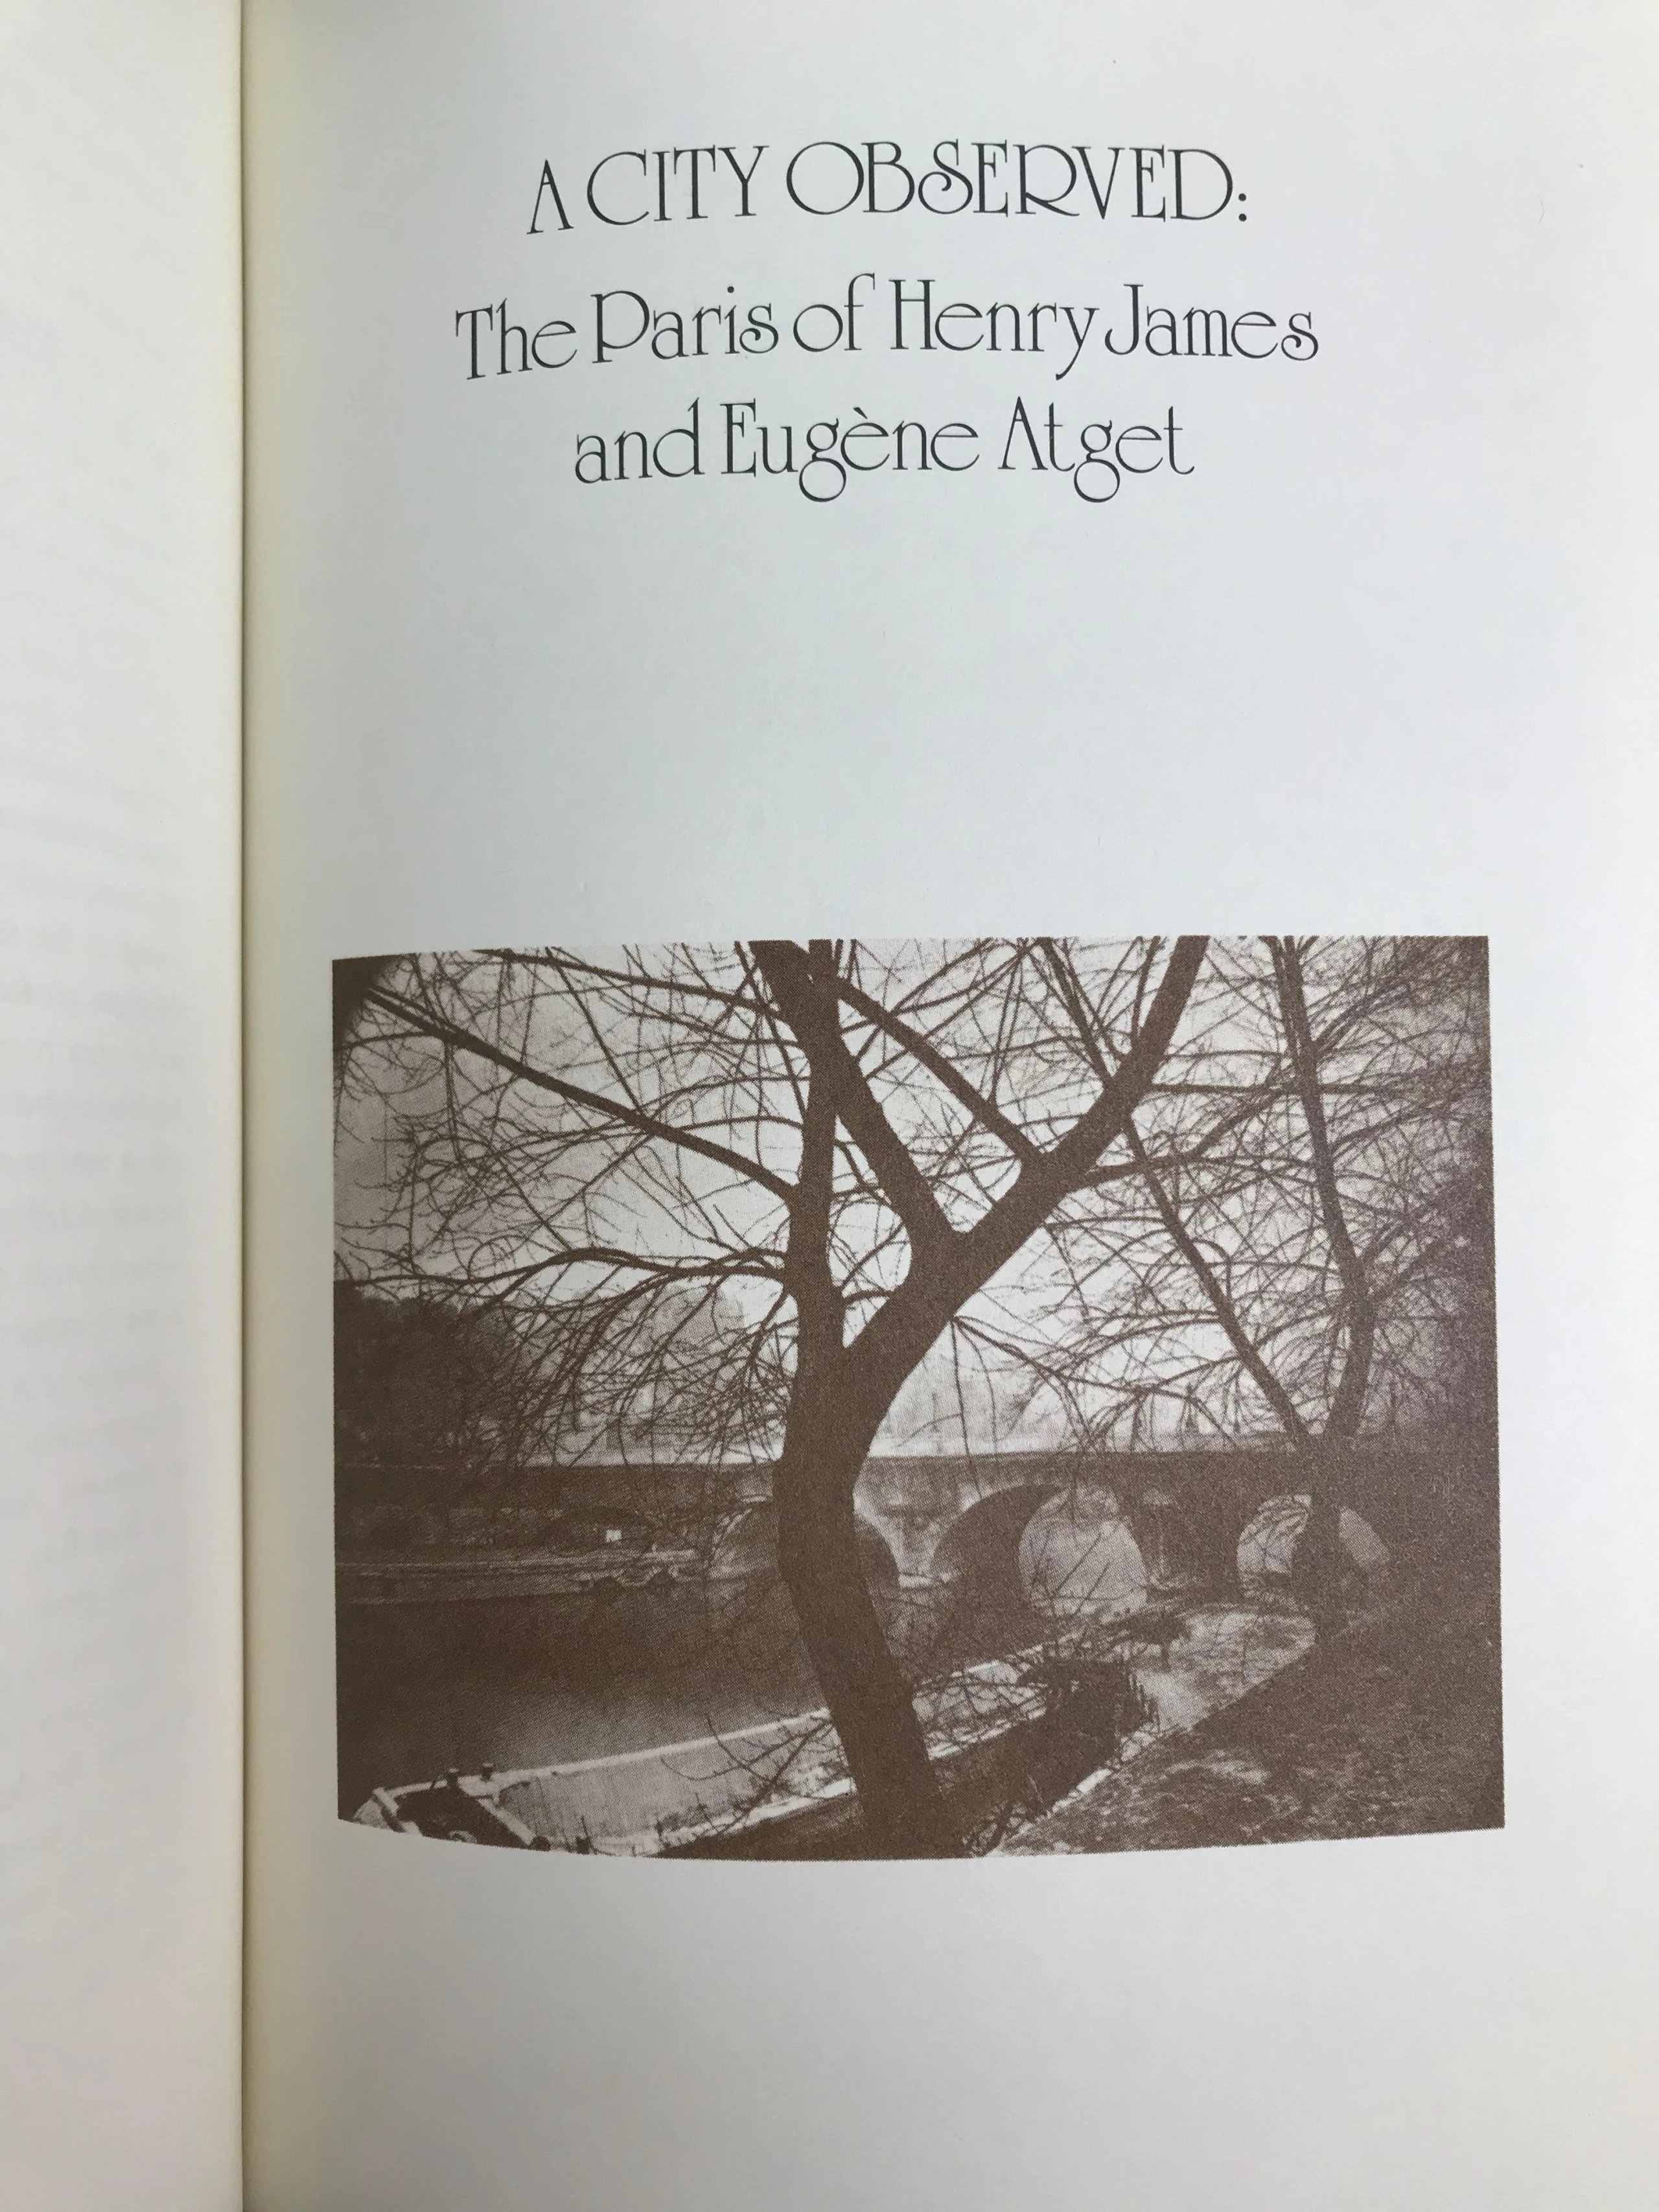 A CITY OBSERVED:
The Paris of Henry James
and Eugène Atget